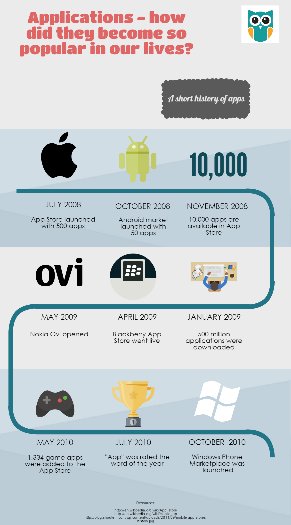 Applications - how
did they become so
popular in our lives?
A short history of apps
10,000
JULY 2008
OCTOBER 2008
NOVEMBER 2008
App Store launched
with 500 apps
Android market
launched with
50 apps
10,000 apps are
available in App
Store
ovi
MAY 2009
APRIL 2009
JANUARY 2009
Nokia Ovi opened
Blackberry App
Store went live
500 million
applications were
downloaded
MAY 2010
JULY 2010
OCTOBER 2010
1,334 game apps
were added to the
App Store
"App" was rated the
word of the year
Windows Phone
Marketplace was
launched